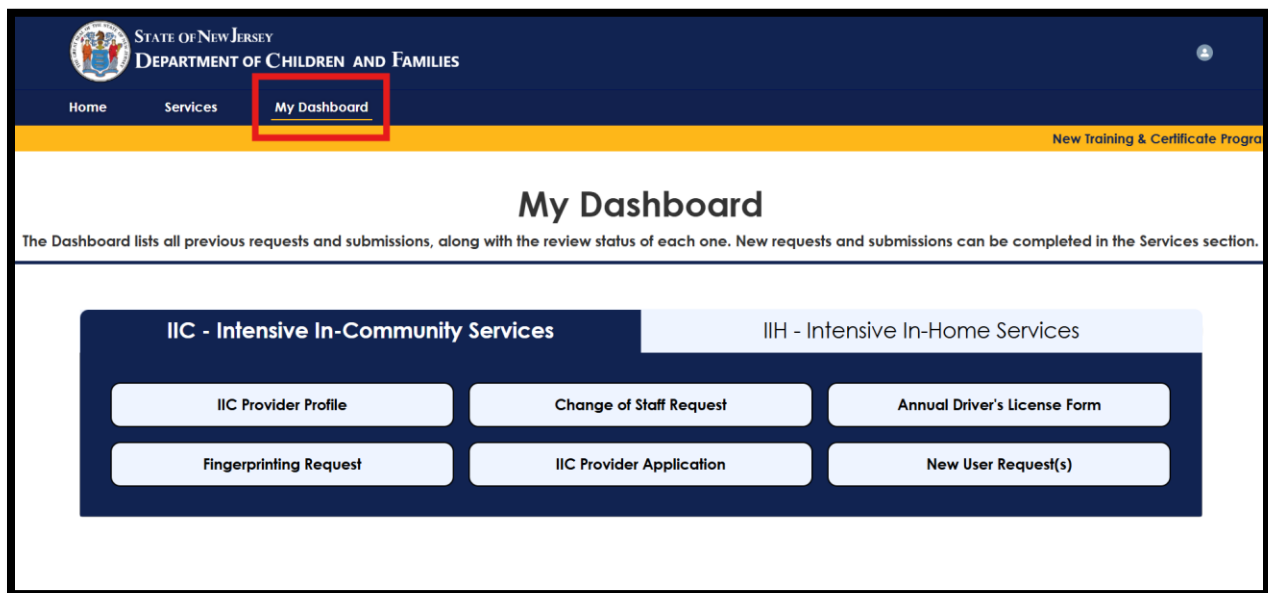 STATE OF NEW JERSEY
DEPARTMENT OF CHILDREN AND FAMILIES
Home Services My Dashboard
New Training & Certificate Progra
My Dashboard
The Dashboard lists all previous requests and submissions, along with the review status of each one. New requests and submissions can be completed in the Services section.
IIC - Intensive In-Community Services IIH - Intensive In-Home Services
IIC Provider Profile Change of Staff Request Annual Driver's License Form
Fingerprinting Request IIC Provider Application New User Request(s)